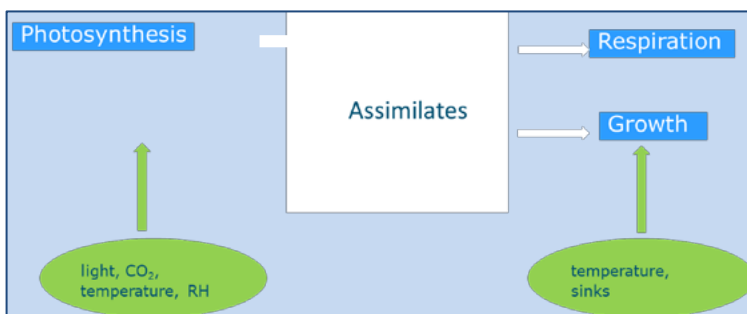 Photosynthesis
Respiration
Assimilates
Growth
light, CO₂,
temperature, RH
temperature,
sinks